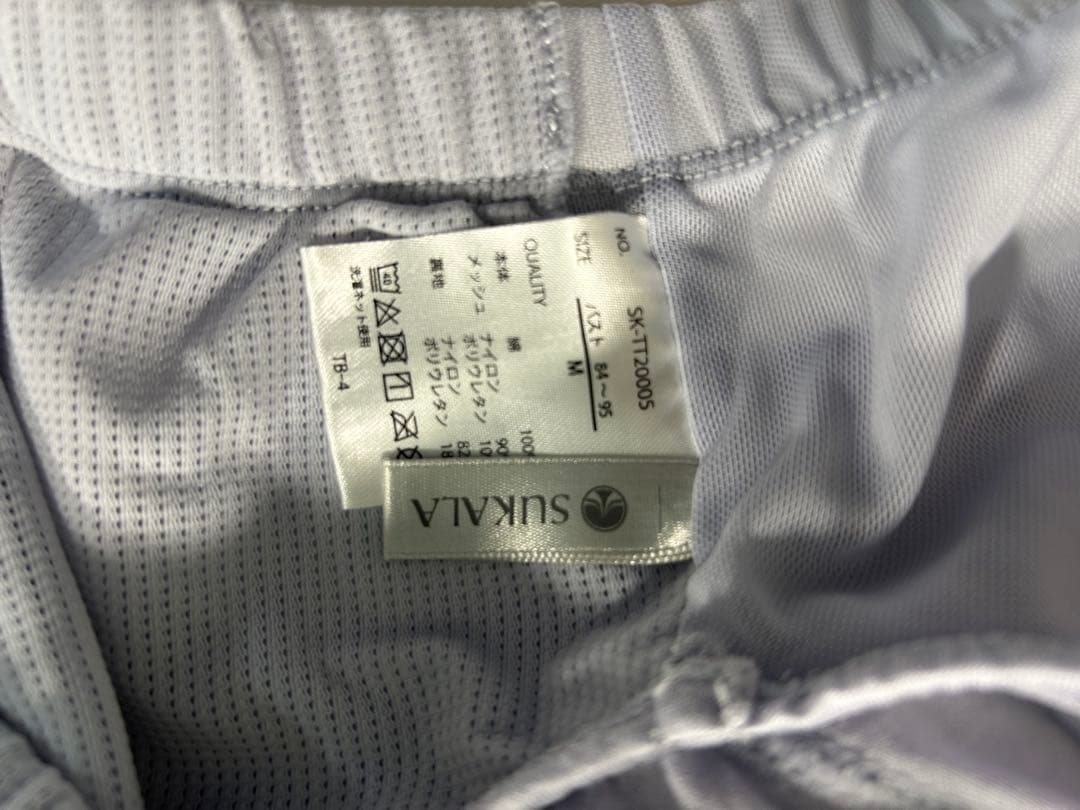 NO. SK-TT20005
SIZE バスト 84～95
M
QUALITY
本体 綿 100
メッシュ ナイロン 90
ポリウレタン 10
裏地 ナイロン 82
ポリウレタン 18
40
洗濯ネット使用
TB-4
SUKALA